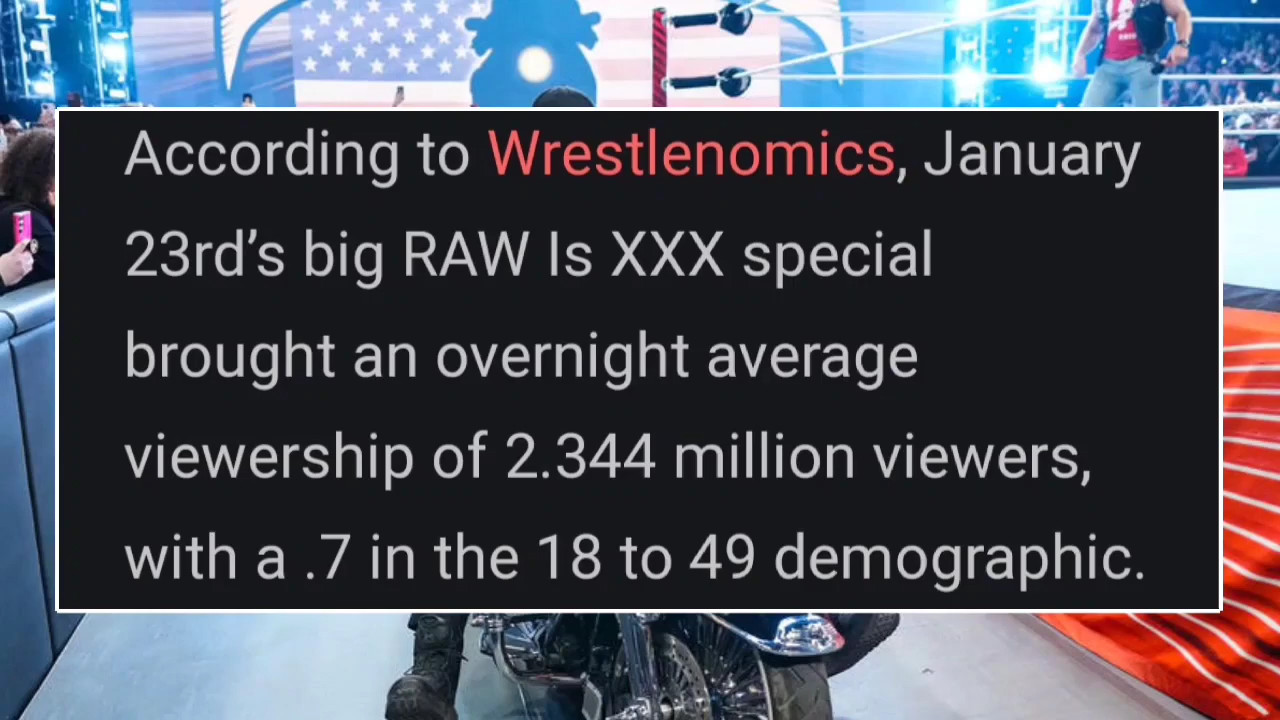 According to Wrestlenomics, January
23rd’s big RAW Is XXX special
brought an overnight average
viewership of 2.344 million viewers,
with a .7 in the 18 to 49 demographic.